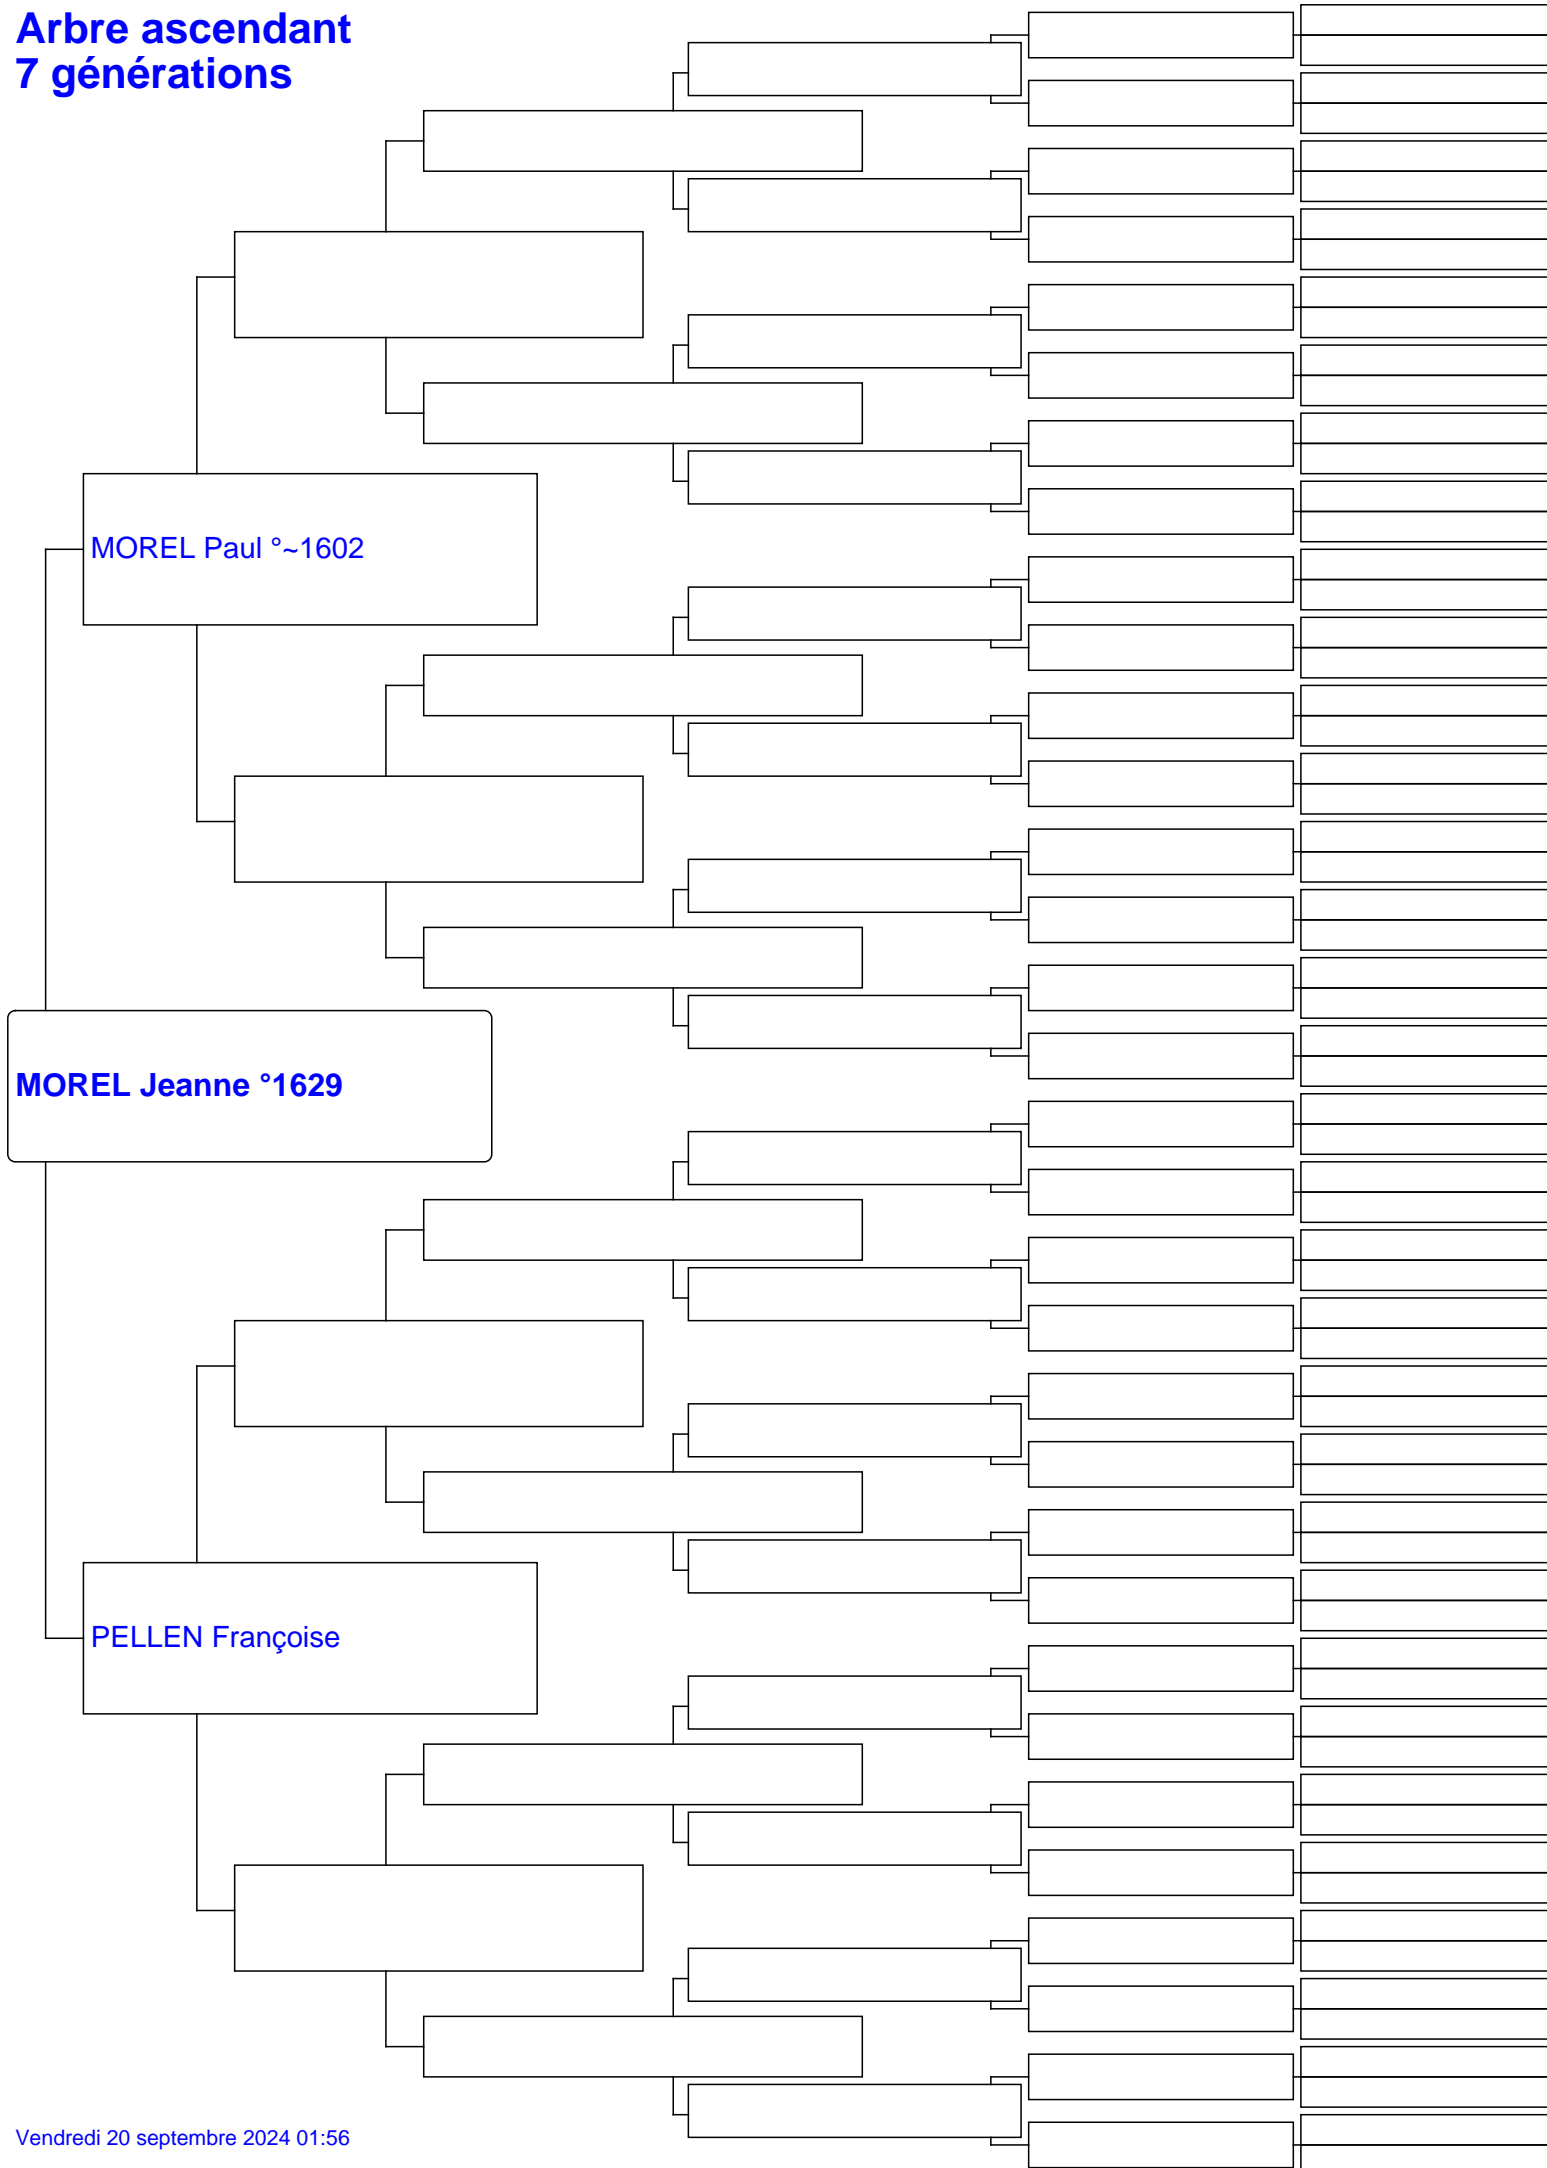 Arbre ascendant
7 générations
MOREL Paul °~1602
MOREL Jeanne °1629
PELLEN Françoise
Vendredi 20 septembre 2024 01:56